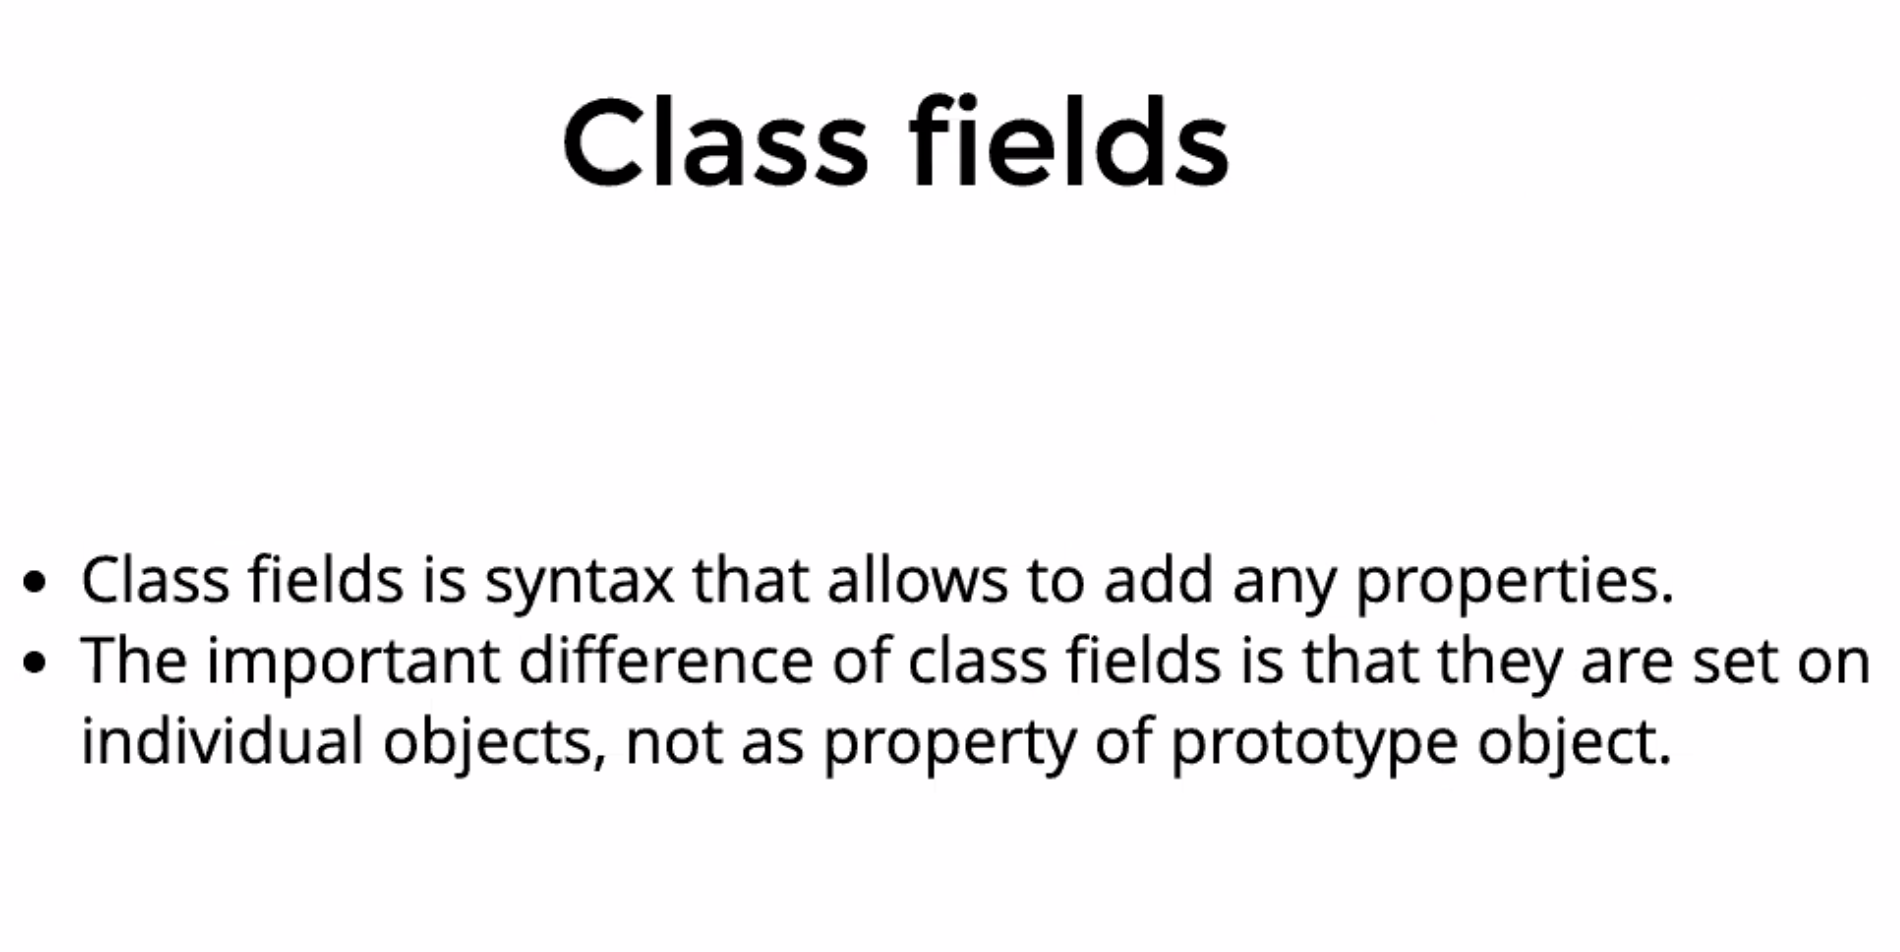 Class fields
• Class fields is syntax that allows to add any properties.
• The important difference of class fields is that they are set on
individual objects, not as property of prototype object.